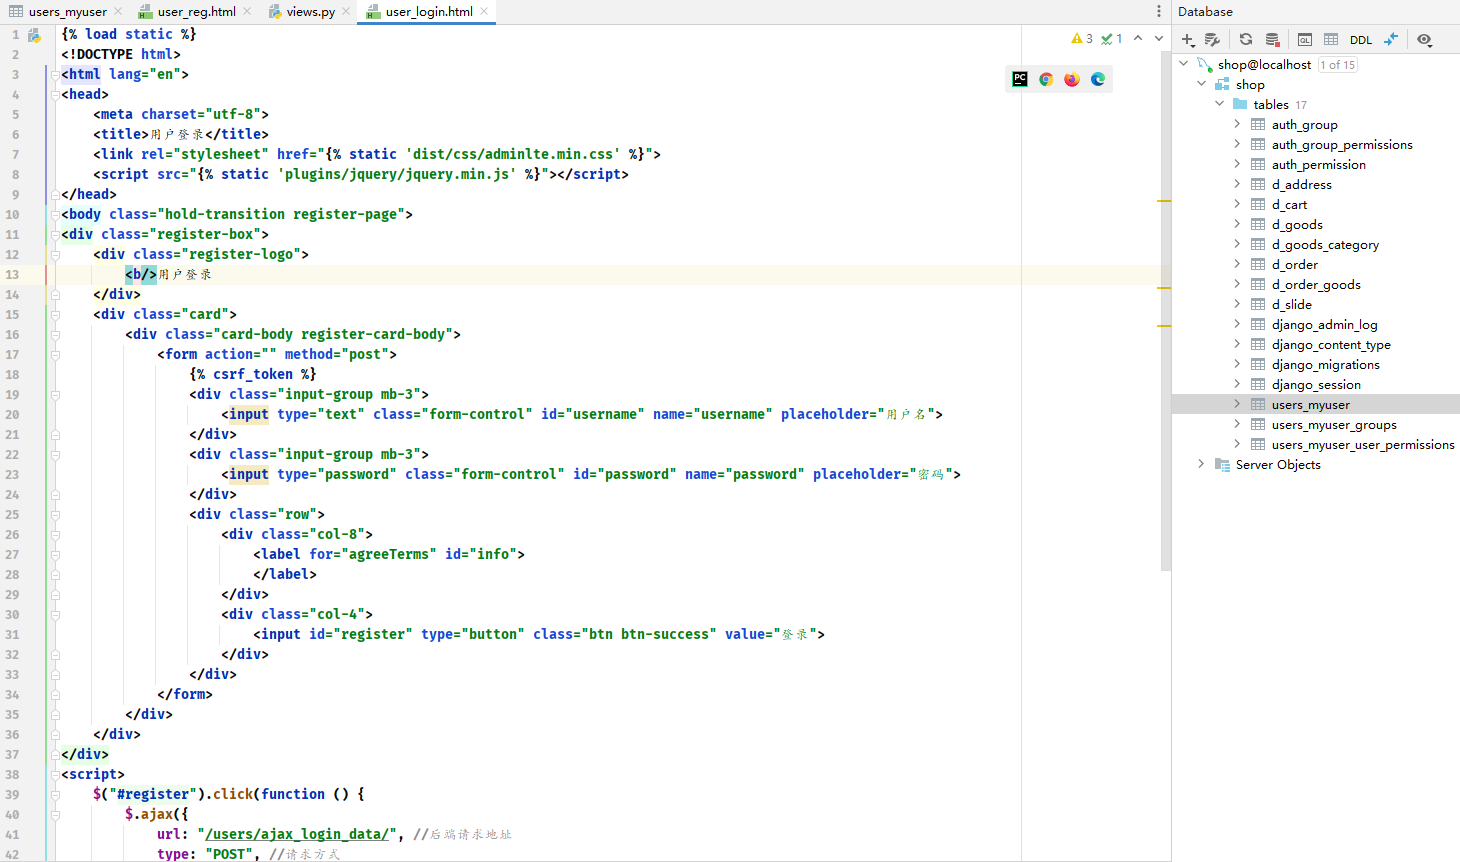 users_myuser
user_reg.html
views.py
user_login.html
Database
3
1
DDL
1 {% load static %}
2 <!DOCTYPE html>
3 <html lang="en">
4 <head>
5 <meta charset="utf-8">
6 <title>用户登录</title>
7 <link rel="stylesheet" href="{% static 'dist/css/adminlte.min.css' %}">
8 <script src="{% static 'plugins/jquery/jquery.min.js' %}"></script>
9 </head>
10 <body class="hold-transition register-page">
11 <div class="register-box">
12 <div class="register-logo">
13 <b/>用户登录
14 </div>
15 <div class="card">
16 <div class="card-body register-card-body">
17 <form action="" method="post">
18 {% csrf_token %}
19 <div class="input-group mb-3">
20 <input type="text" class="form-control" id="username" name="username" placeholder="用户名">
21 </div>
22 <div class="input-group mb-3">
23 <input type="password" class="form-control" id="password" name="password" placeholder="密码">
24 </div>
25 <div class="row">
26 <div class="col-8">
27 <label for="agreeTerms" id="info">
28 </label>
29 </div>
30 <div class="col-4">
31 <input id="register" type="button" class="btn btn-success" value="登录">
32 </div>
33 </div>
34 </form>
35 </div>
36 </div>
37 </div>
38 <script>
39 $("#register").click(function () {
40 $.ajax({
41 url: "/users/ajax_login_data/", //后端请求地址
42 type: "POST", //请求方式
PC
QL
shop@localhost 1 of 15
shop
tables 17
auth_group
auth_group_permissions
auth_permission
d_address
d_cart
d_goods
d_goods_category
d_order
d_order_goods
d_slide
django_admin_log
django_content_type
django_migrations
django_session
users_myuser
users_myuser_groups
users_myuser_user_permissions
Server Objects